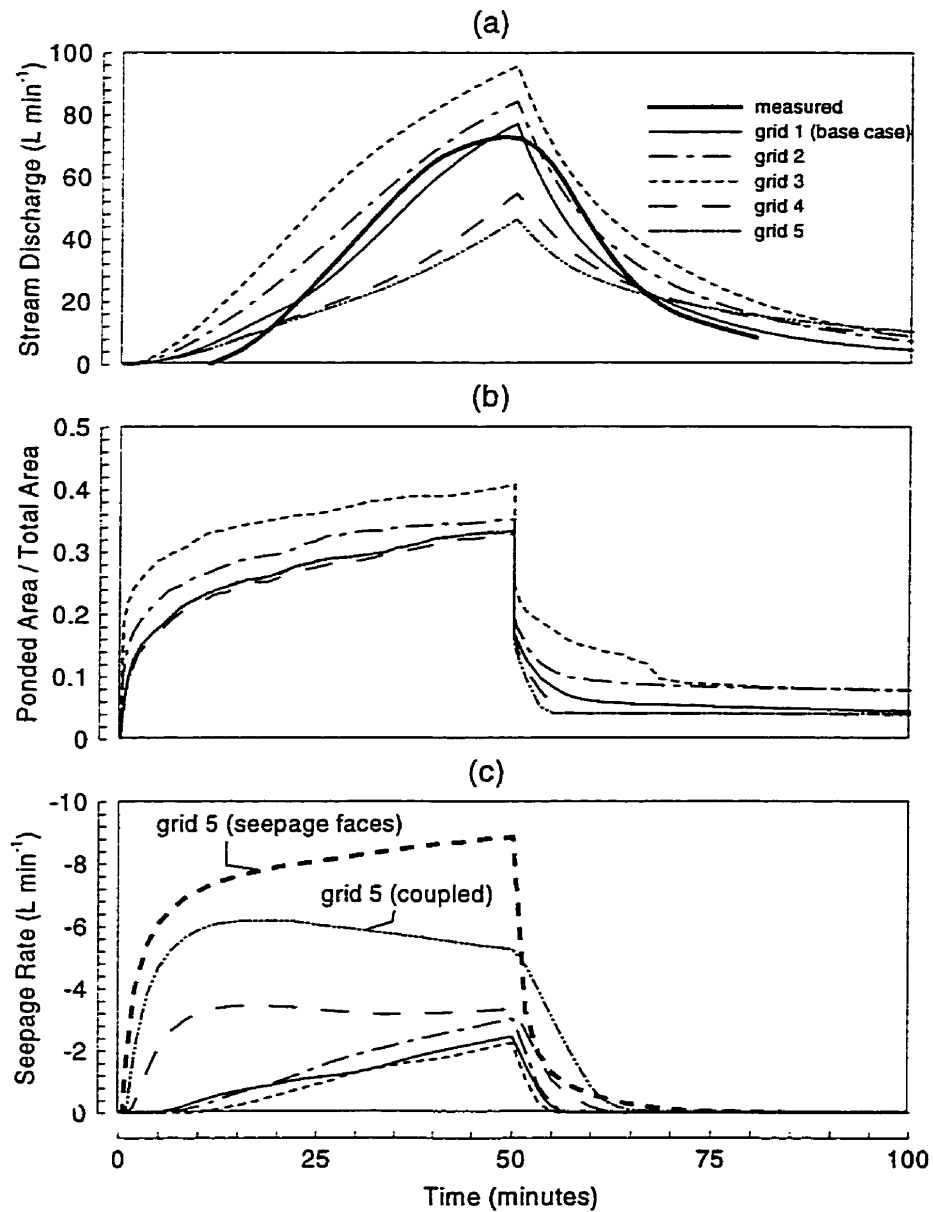 (a)
Stream Discharge (L min⁻¹)
100
80
60
40
20
0
measured
grid 1 (base case)
grid 2
grid 3
grid 4
grid 5
(b)
Ponded Area / Total Area
0.5
0.4
0.3
0.2
0.1
0
(c)
Seepage Rate (L min⁻¹)
-10
-8
-6
-4
-2
0
grid 5 (seepage faces)
grid 5 (coupled)
0 25 50 75 100
Time (minutes)